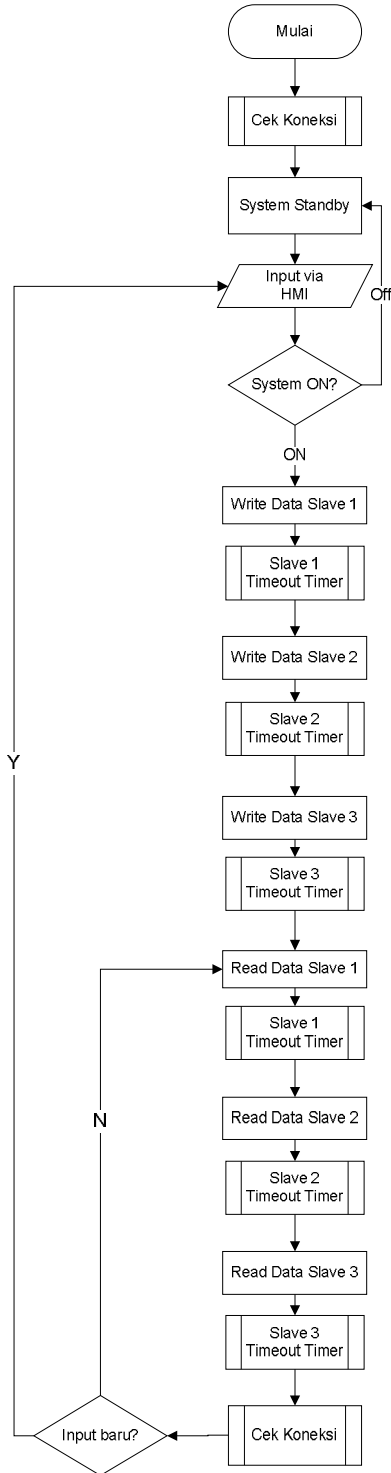 Mulai
Cek Koneksi
System Standby
Input via
HMI
Off
System ON?
ON
Write Data Slave 1
Slave 1
Timeout Timer
Write Data Slave 2
Slave 2
Timeout Timer
Y
Write Data Slave 3
Slave 3
Timeout Timer
Read Data Slave 1
Slave 1
Timeout Timer
N
Read Data Slave 2
Slave 2
Timeout Timer
Read Data Slave 3
Slave 3
Timeout Timer
Input baru?
Cek Koneksi